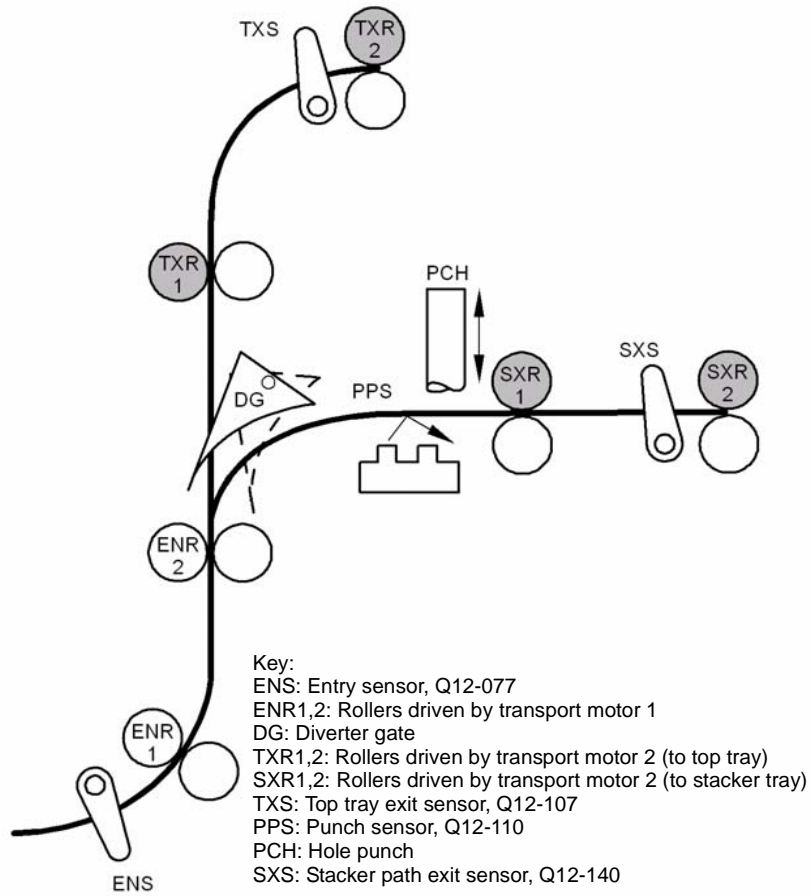 TXS
TXR
2
TXR
1
PCH
DG
PPS
SXR
1
SXS
SXR
2
ENR
2
ENR
1
ENS
Key:
ENS: Entry sensor, Q12-077
ENR1,2: Rollers driven by transport motor 1
DG: Diverter gate
TXR1,2: Rollers driven by transport motor 2 (to top tray)
SXR1,2: Rollers driven by transport motor 2 (to stacker tray)
TXS: Top tray exit sensor, Q12-107
PPS: Punch sensor, Q12-110
PCH: Hole punch
SXS: Stacker path exit sensor, Q12-140